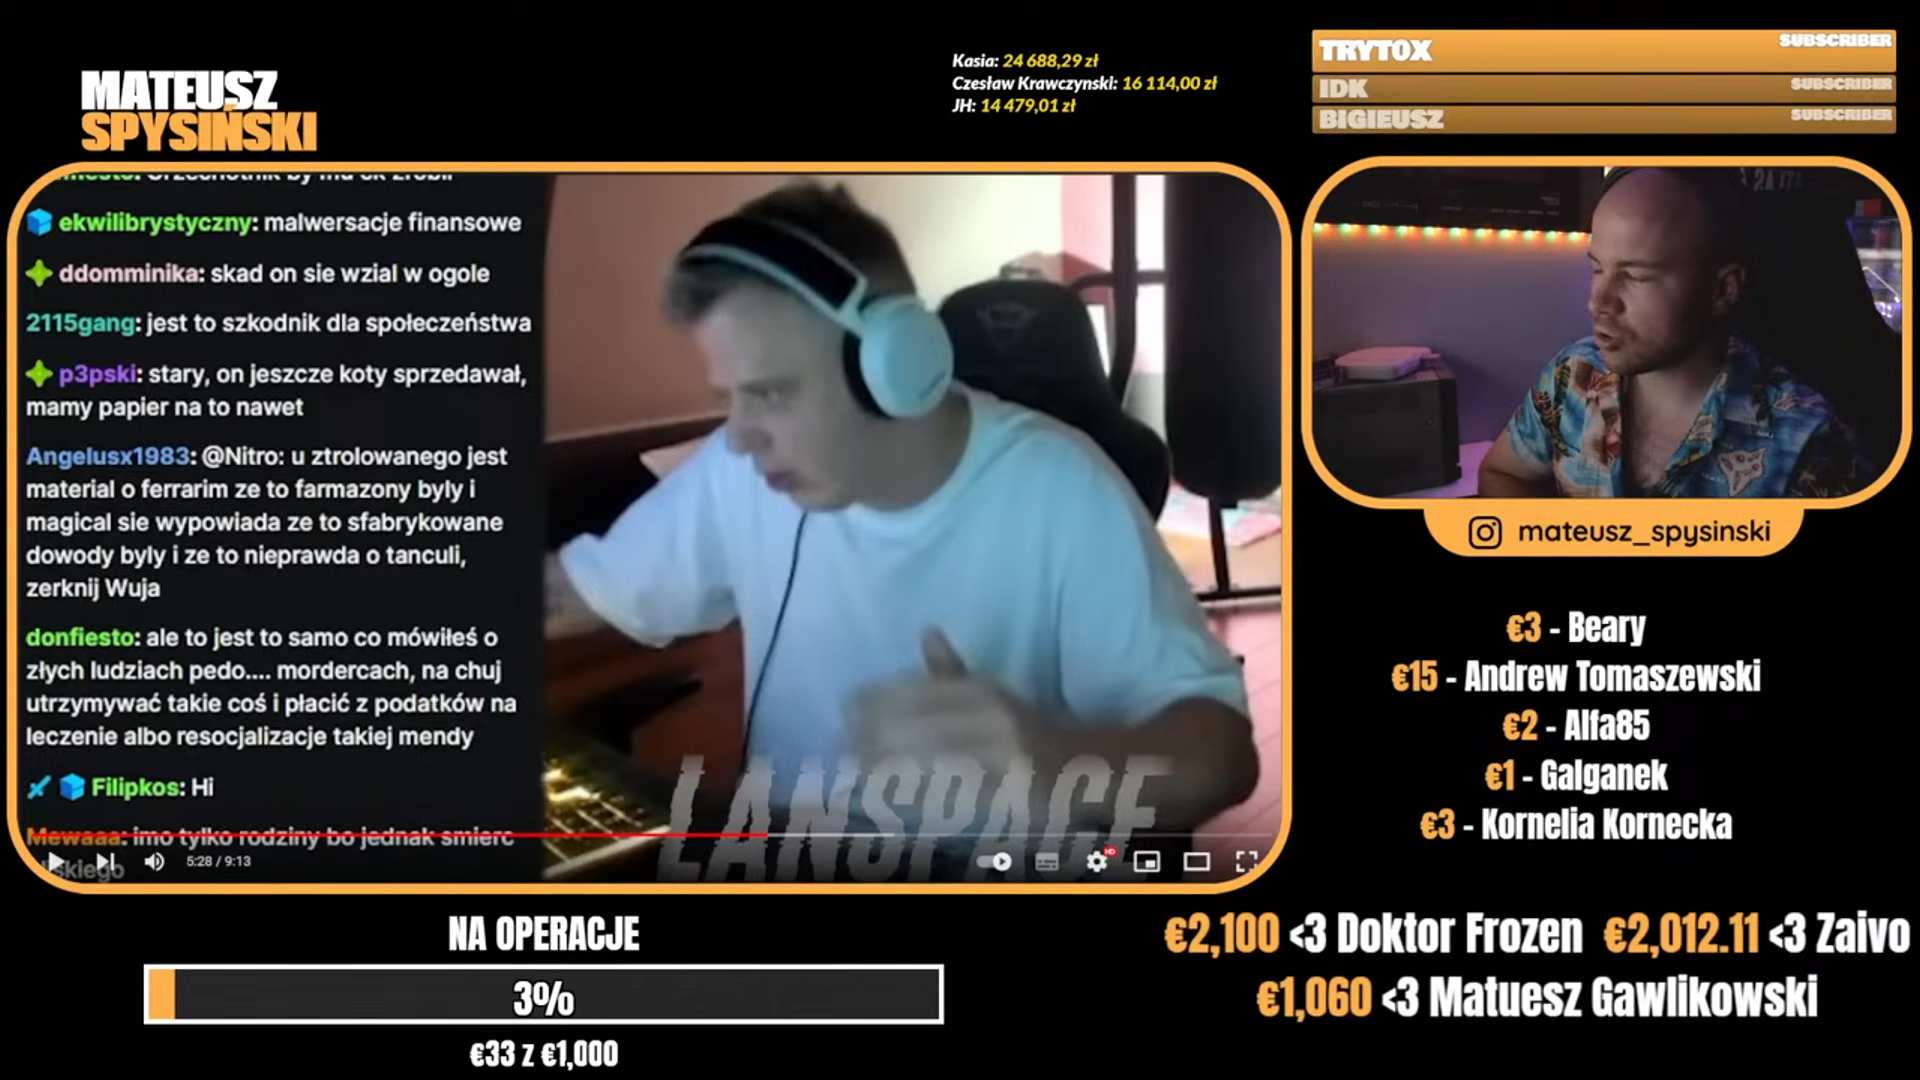 MATEUSZ
SPYSIŃSKI
Kasia: 24 688,29 zł
Czesław Krawczynski: 16 114,00 zł
JH: 14 479,01 zł
TRYTOX SUBSCRIBER
IDK SUBSCRIBER
BIGIEUSZ SUBSCRIBER
ekwilibrystyczny: malwersacje finansowe
ddomminika: skad on sie wzial w ogole
2115gang: jest to szkodnik dla społeczeństwa
p3pski: stary, on jeszcze koty sprzedawał,
mamy papier na to nawet
Angelusx1983: @Nitro: u ztrolowanego jest
material o ferrarim ze to farmazony byly i
magical sie wypowiada ze to sfabrykowane
dowody byly i ze to nieprawda o tanculi,
zerknij Wuja
donfiesto: ale to jest to samo co mówiłeś o
złych ludziach pedo.... mordercach, na chuj
utrzymywać takie coś i płacić z podatków na
leczenie albo resocjalizacje takiej mendy
Filipkos: Hi
Mewaaa: imo tylko rodziny bo jednak smierc
LANSPACE
5:28 / 9:13
HD
mateusz_spysinski
€3 - Beary
€15 - Andrew Tomaszewski
€2 - Alfa85
€1 - Galganek
€3 - Kornelia Kornecka
NA OPERACJE
3%
€33 z €1,000
€2,100 <3 Doktor Frozen €2,012.11 <3 Zaivo
€1,060 <3 Matuesz Gawlikowski